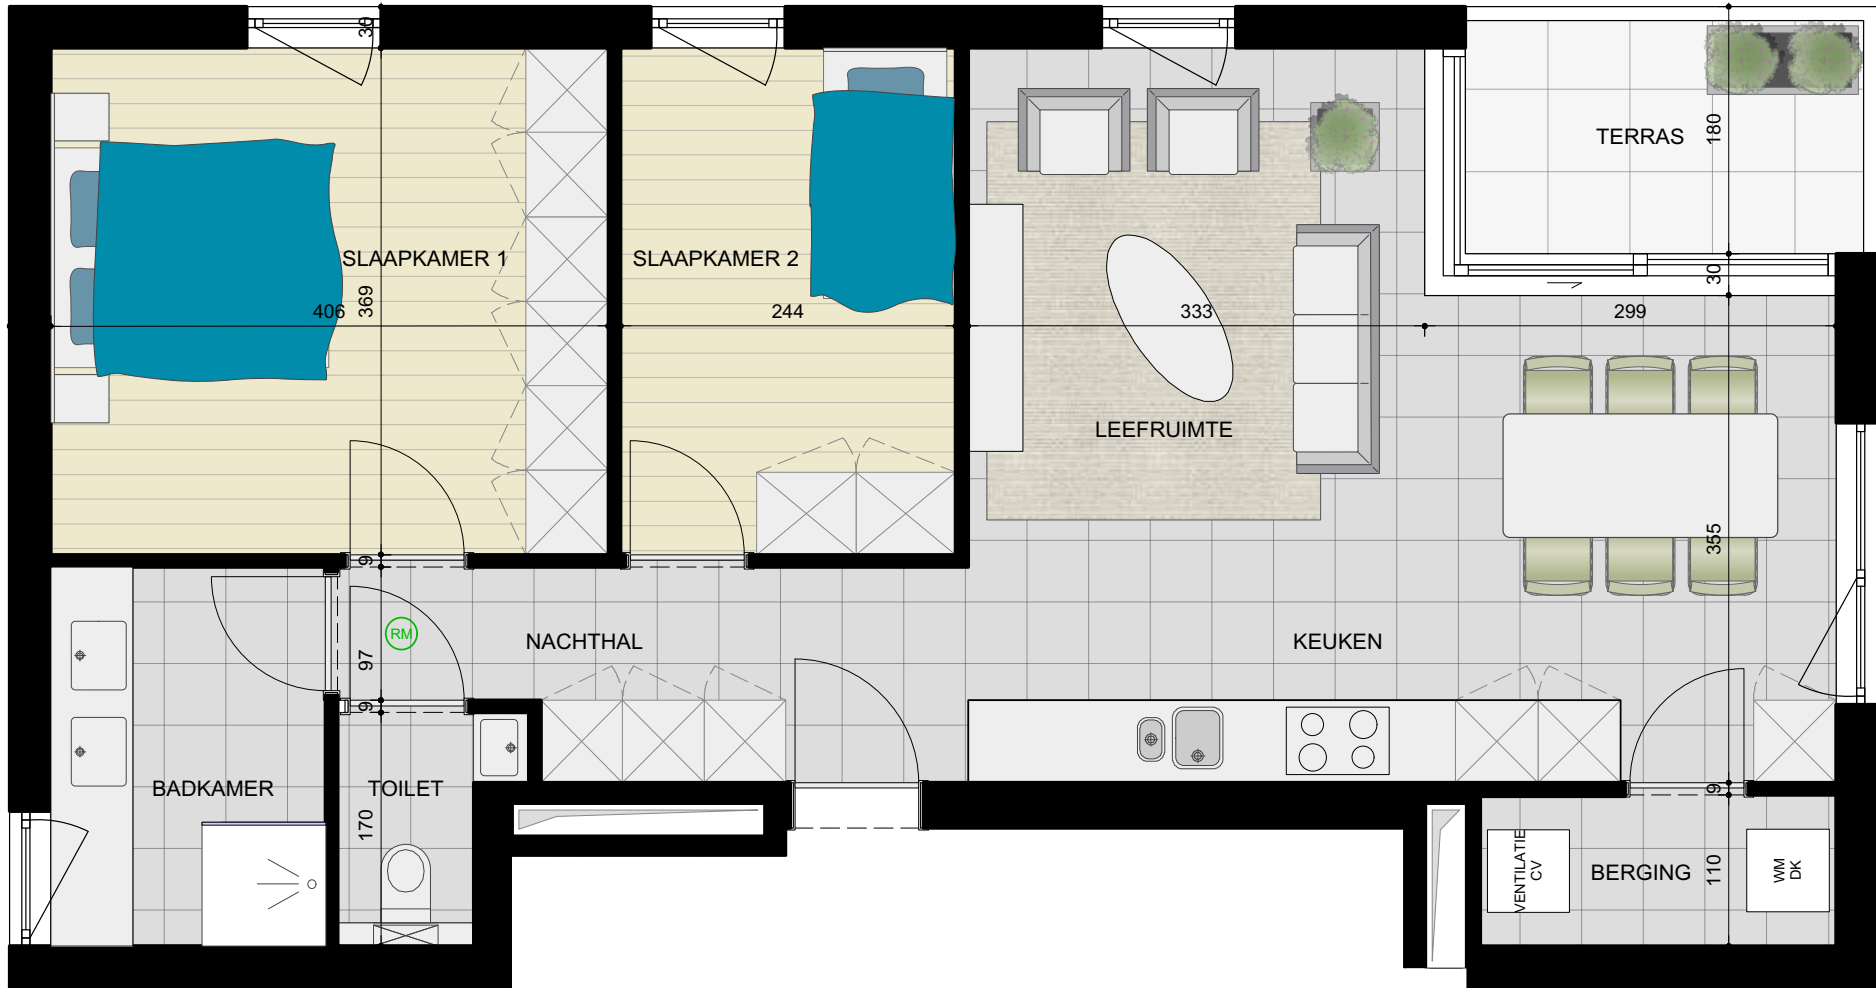 30
TERRAS
180
SLAAPKAMER 1
SLAAPKAMER 2
369
30
406
244
333
299
LEEFRUIMTE
355
9
RM
NACHTHAL
KEUKEN
97
9
BADKAMER
TOILET
9
170
VENTILATIE
CV
BERGING
110
WM
DK